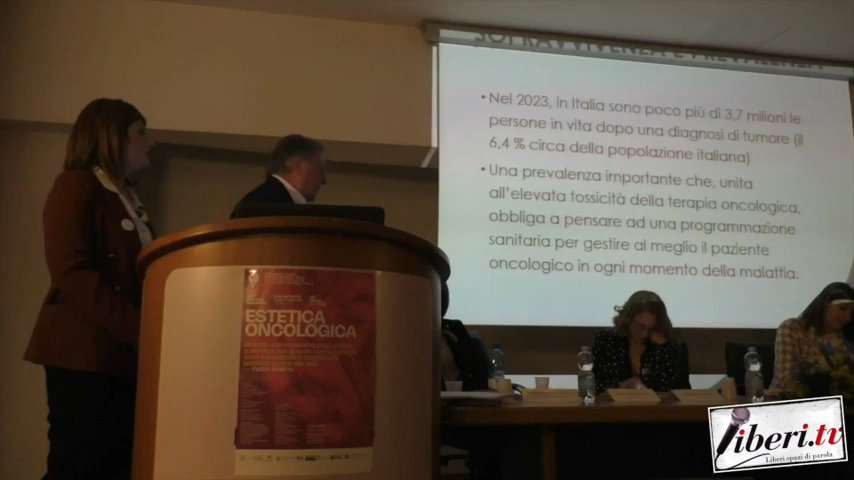 SOPRAVVIVENZA E PREVALENZA
• Nel 2023, in Italia sono poco più di 3,7 milioni le
persone in vita dopo una diagnosi di tumore (il
6,4 % circa della popolazione italiana)
• Una prevalenza importante che, unita
all'elevata tossicità della terapia oncologica,
obbliga a pensare ad una programmazione
sanitaria per gestire al meglio il paziente
oncologico in ogni momento della malattia.
ESTETICA
ONCOLOGICA
liberi.tv
Liberi spazi di parola